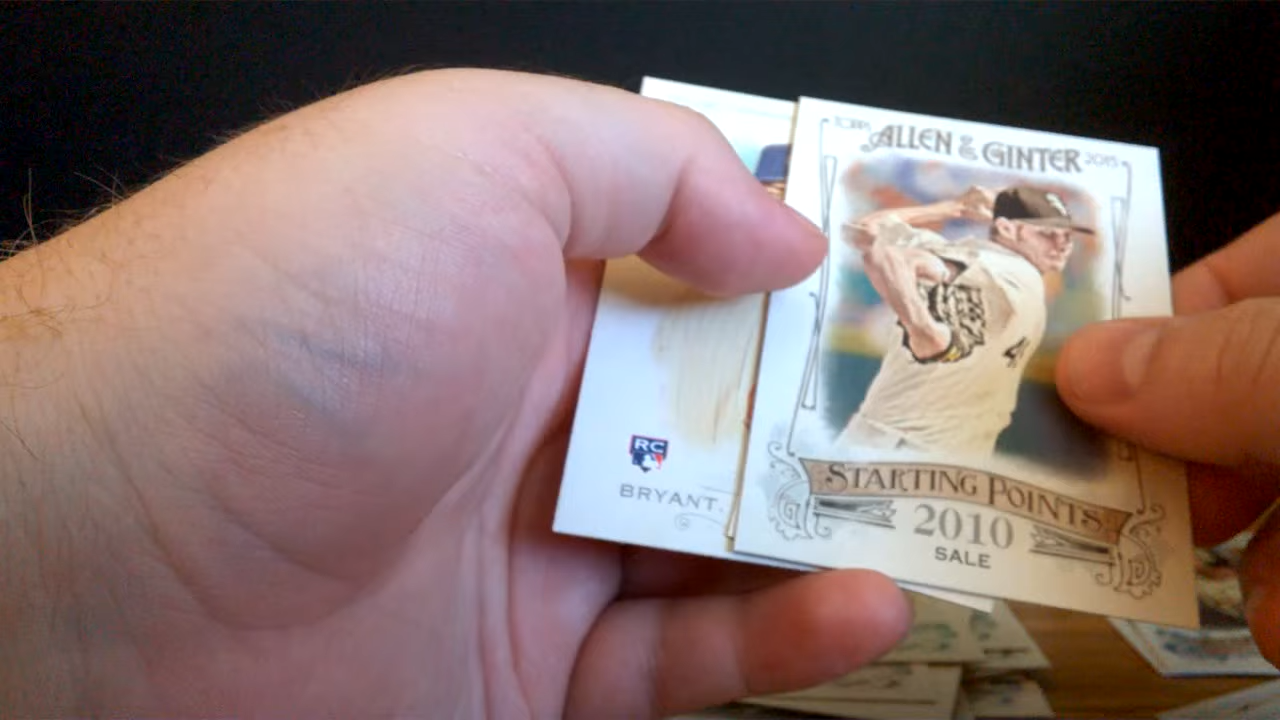 TOPPS ALLEN & GINTER 2015
STARTING POINTS
2010
SALE
RC
BRYANT